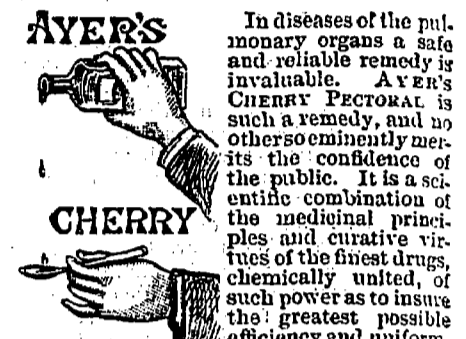 AYER'S
CHERRY
In diseases of the pul-
monary organs a safe
and reliable remedy is
invaluable. AYER'S
CHERRY PECTORAL is
such a remedy, and no
other so eminently mer-
its the confidence of
the public. It is a sci-
entific combination of
the medicinal princi-
ples and curative vir-
tues of the finest drugs,
chemically united, of
such power as to insure
the greatest possible
efficiency and uniform-